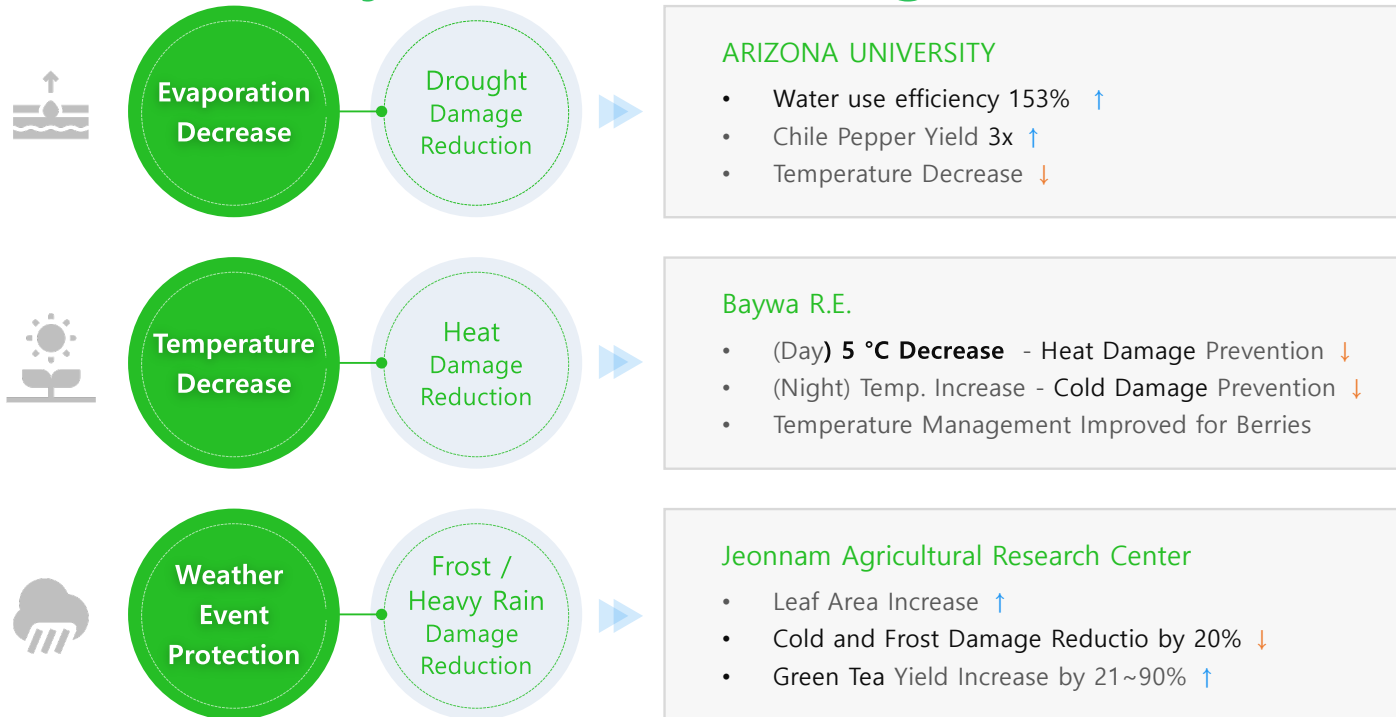 Evaporation
Decrease
Drought
Damage
Reduction
ARIZONA UNIVERSITY
• Water use efficiency 153% ↑
• Chile Pepper Yield 3x ↑
• Temperature Decrease ↓
Temperature
Decrease
Heat
Damage
Reduction
Baywa R.E.
• (Day) 5 °C Decrease - Heat Damage Prevention ↓
• (Night) Temp. Increase - Cold Damage Prevention ↓
• Temperature Management Improved for Berries
Weather
Event
Protection
Frost /
Heavy Rain
Damage
Reduction
Jeonnam Agricultural Research Center
• Leaf Area Increase ↑
• Cold and Frost Damage Reductio by 20% ↓
• Green Tea Yield Increase by 21~90% ↑